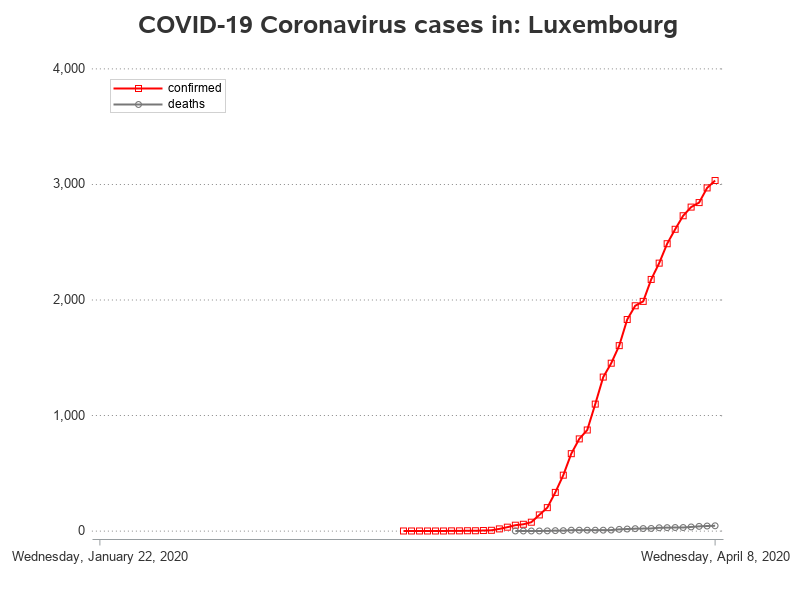 COVID-19 Coronavirus cases in: Luxembourg
4,000
confirmed
deaths
3,000
2,000
1,000
0
Wednesday, January 22, 2020
Wednesday, April 8, 2020